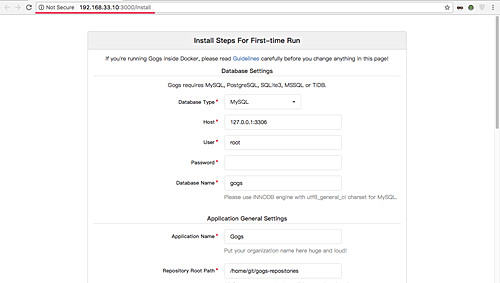 Not Secure 192.168.33.10:3000/install
Install Steps For First-time Run
If you're running Gogs inside Docker, please read Guidelines carefully before you change anything in this page!
Database Settings
Gogs requires MySQL, PostgreSQL, SQLite3, MSSQL or TiDB.
Database Type* MySQL
Host* 127.0.0.1:3306
User* root
Password*
Database Name* gogs
Please use INNODB engine with utf8_general_ci charset for MySQL.
Application General Settings
Application Name* Gogs
Put your organization name here huge and loud!
Repository Root Path* /home/git/gogs-repositories